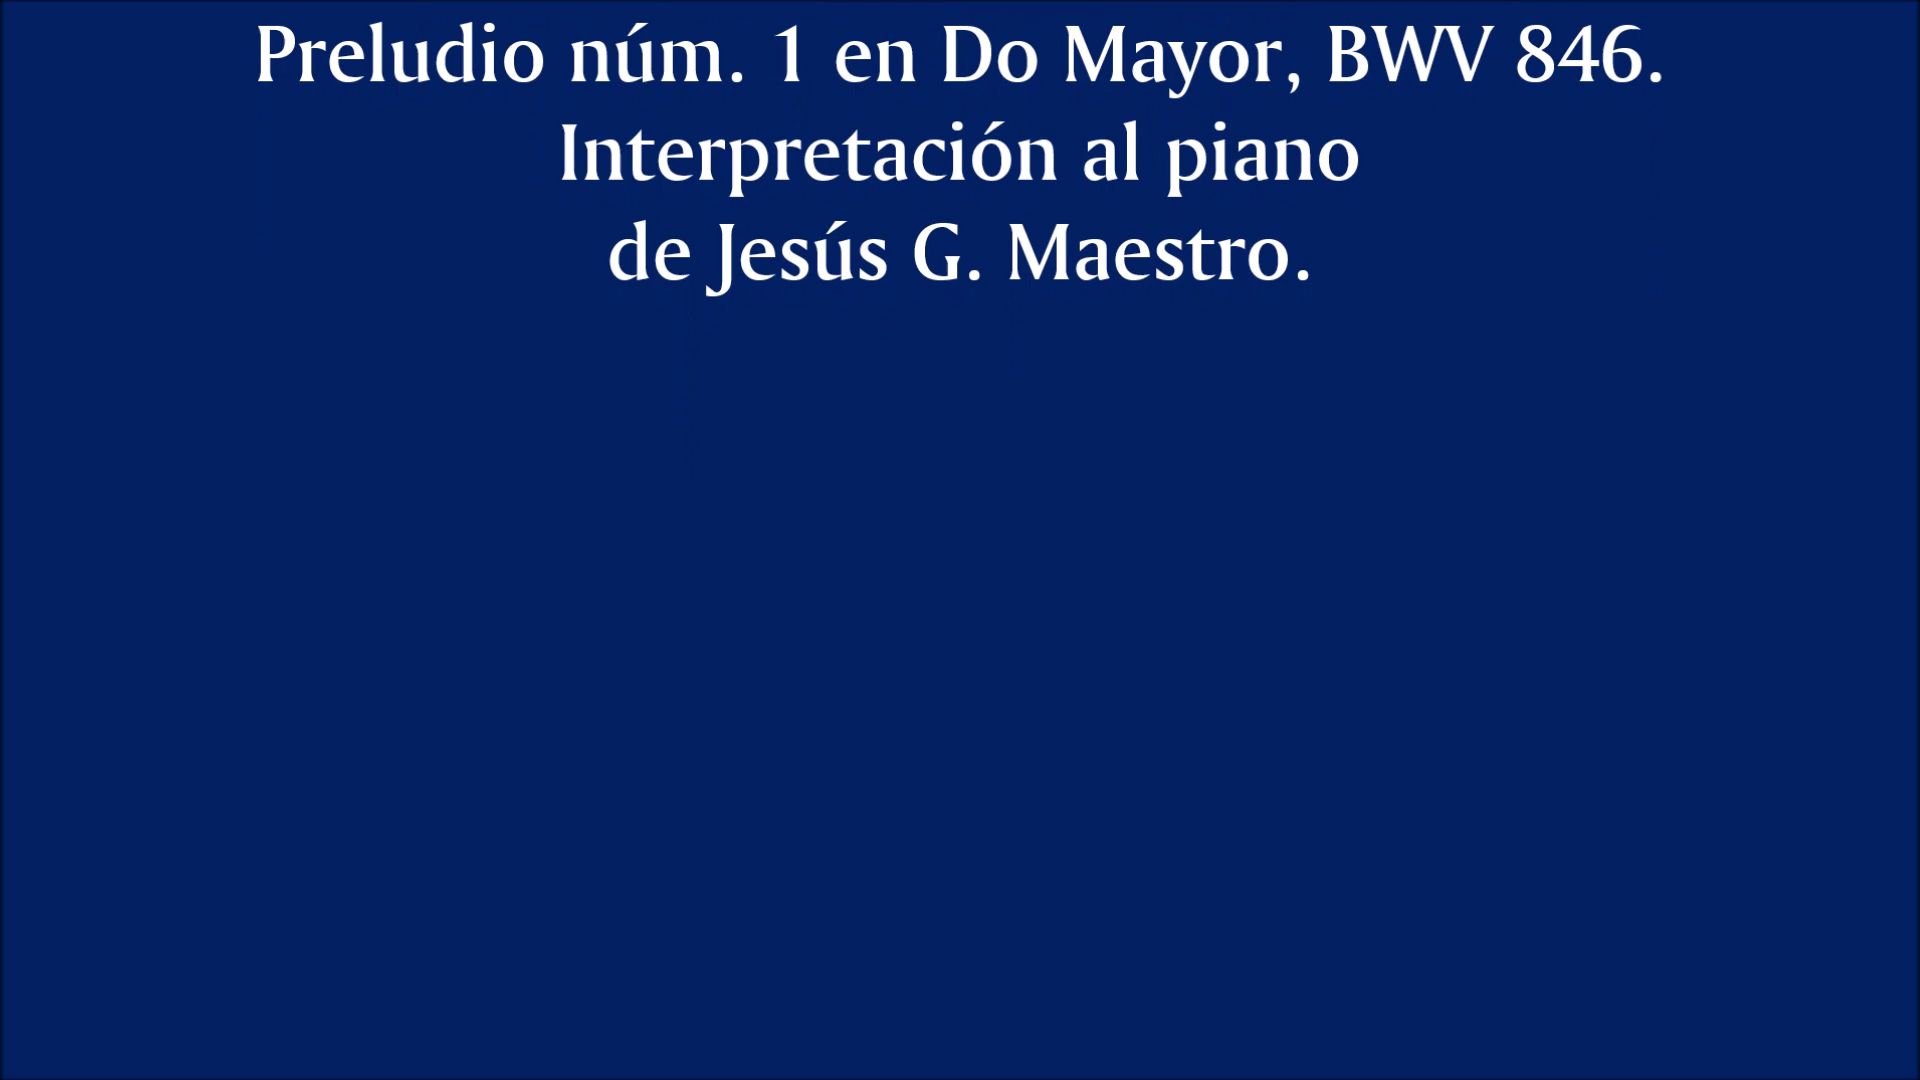 Preludio núm. 1 en Do Mayor, BWV 846.
Interpretación al piano
de Jesús G. Maestro.